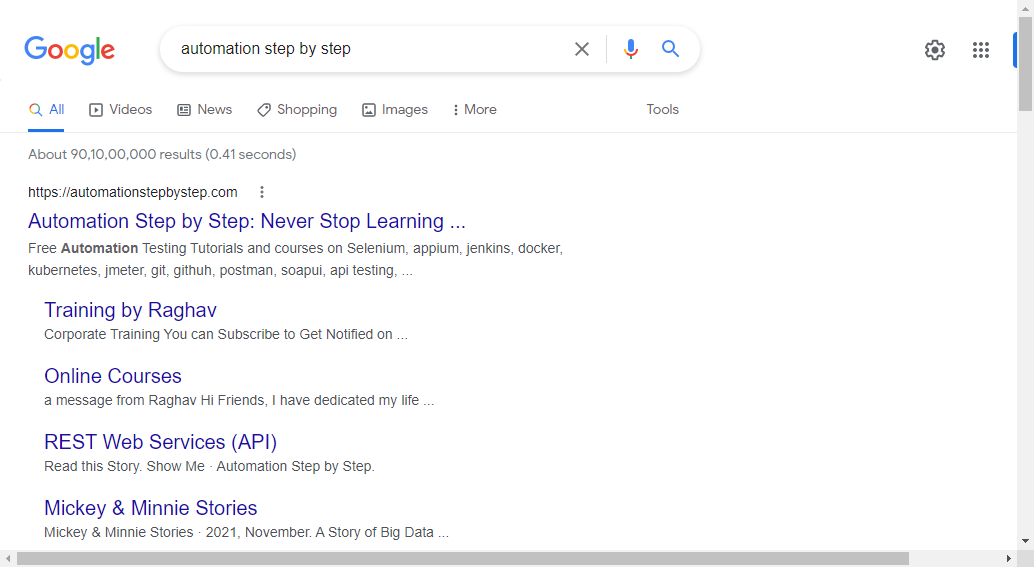 Google
automation step by step
All Videos News Shopping Images More Tools
About 90,10,00,000 results (0.41 seconds)
https://automationstepbystep.com
Automation Step by Step: Never Stop Learning ...
Free Automation Testing Tutorials and courses on Selenium, appium, jenkins, docker,
kubernetes, jmeter, git, githuh, postman, soapui, api testing, ...
Training by Raghav
Corporate Training You can Subscribe to Get Notified on ...
Online Courses
a message from Raghav Hi Friends, I have dedicated my life ...
REST Web Services (API)
Read this Story. Show Me · Automation Step by Step.
Mickey & Minnie Stories
Mickey & Minnie Stories · 2021, November. A Story of Big Data ...